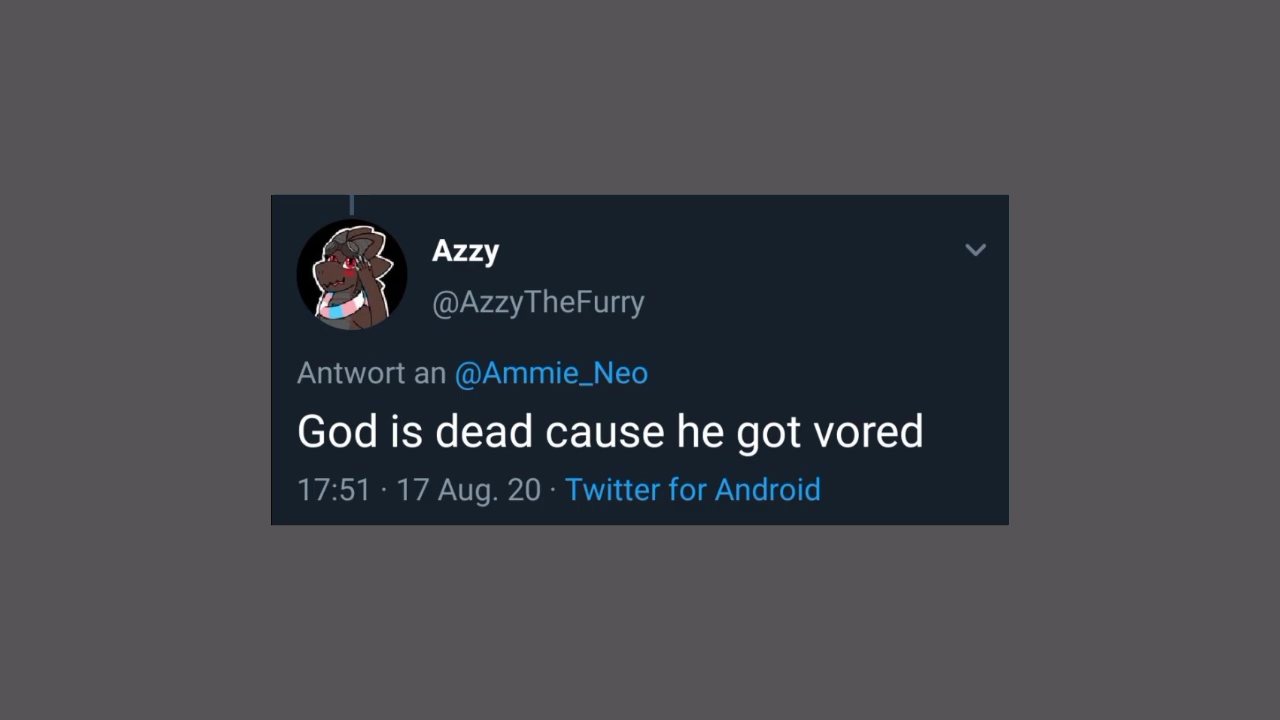 Azzy
@AzzyTheFurry
Antwort an @Ammie_Neo
God is dead cause he got vored
17:51 · 17 Aug. 20 · Twitter for Android